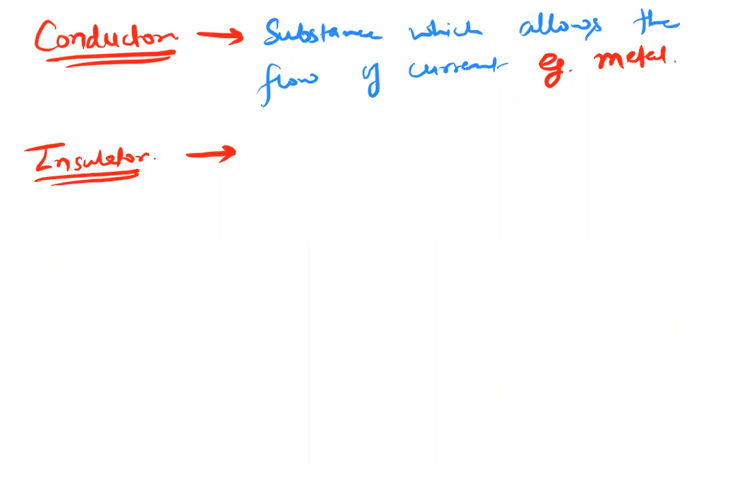 Conductor → Substance which allows the
flow of current eg. metal.
Insulator. →